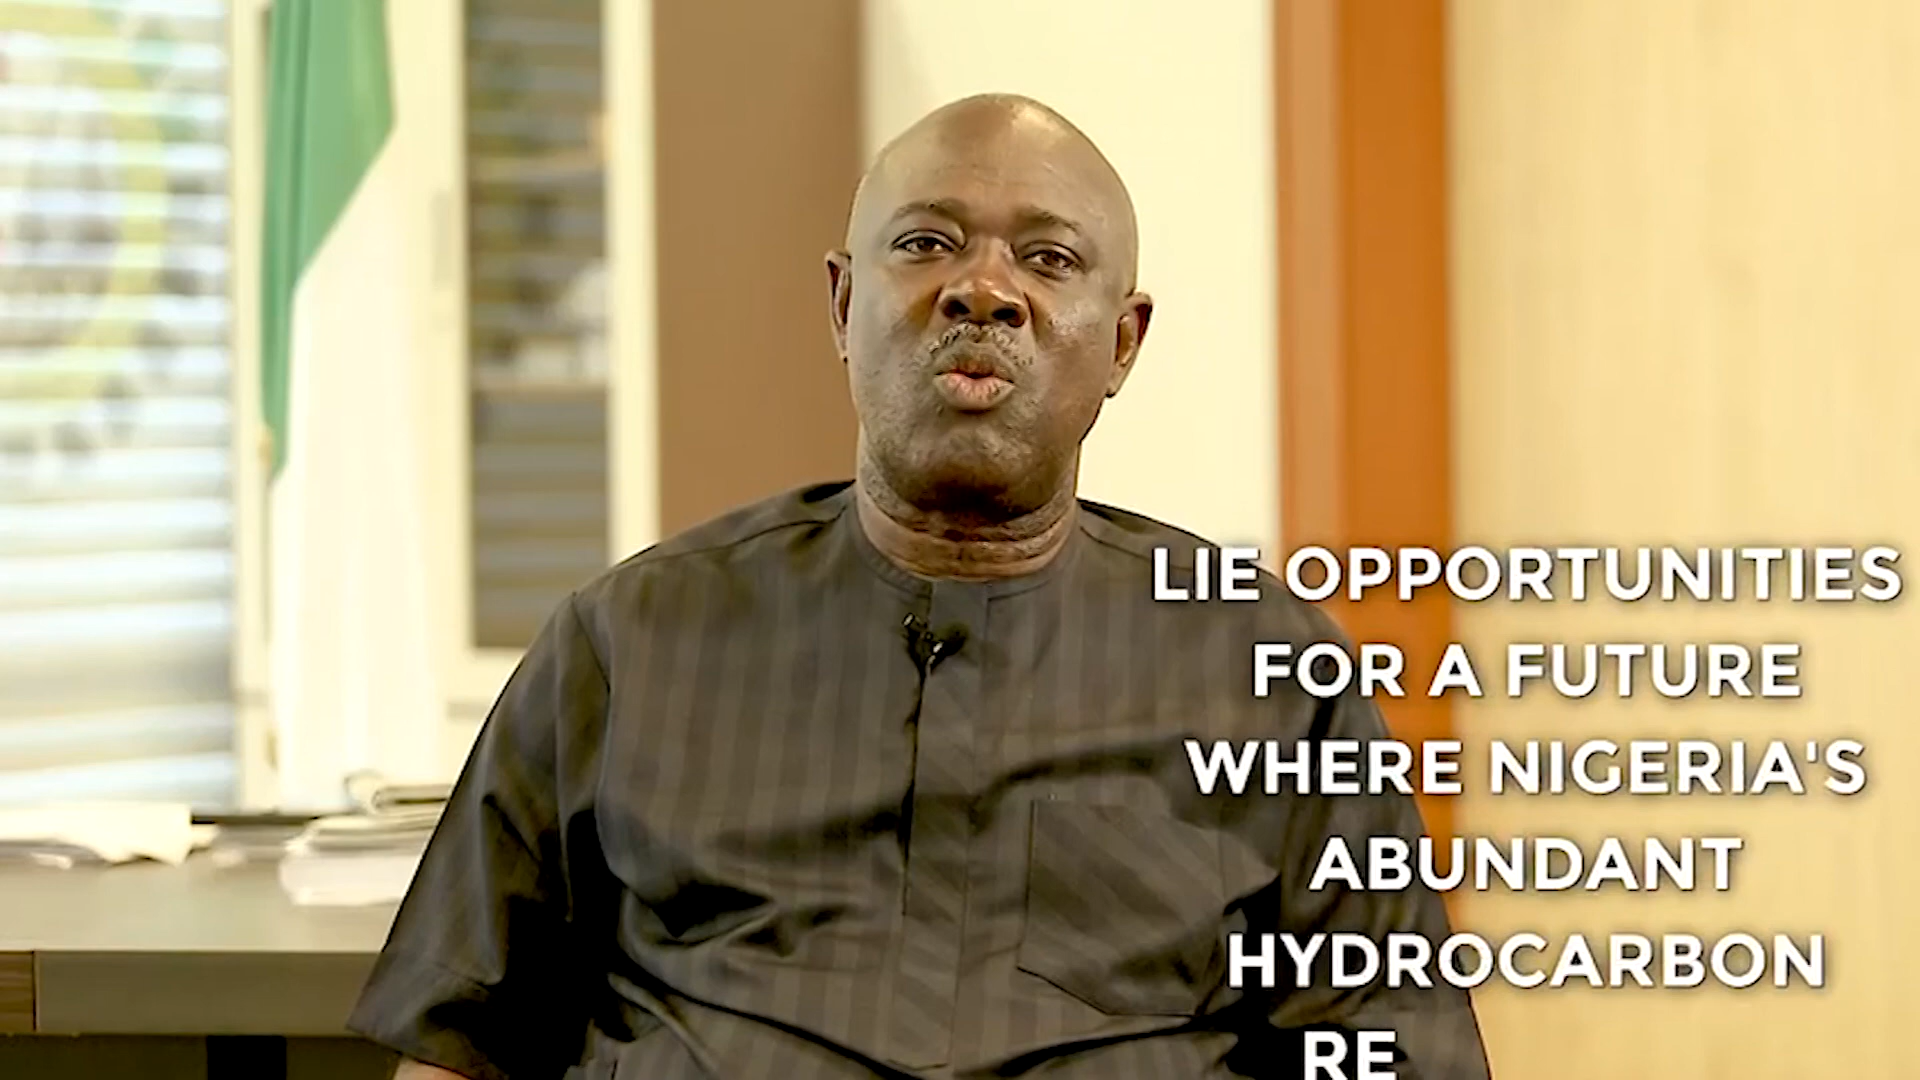 LIE OPPORTUNITIES
FOR A FUTURE
WHERE NIGERIA'S
ABUNDANT
HYDROCARBON
RE